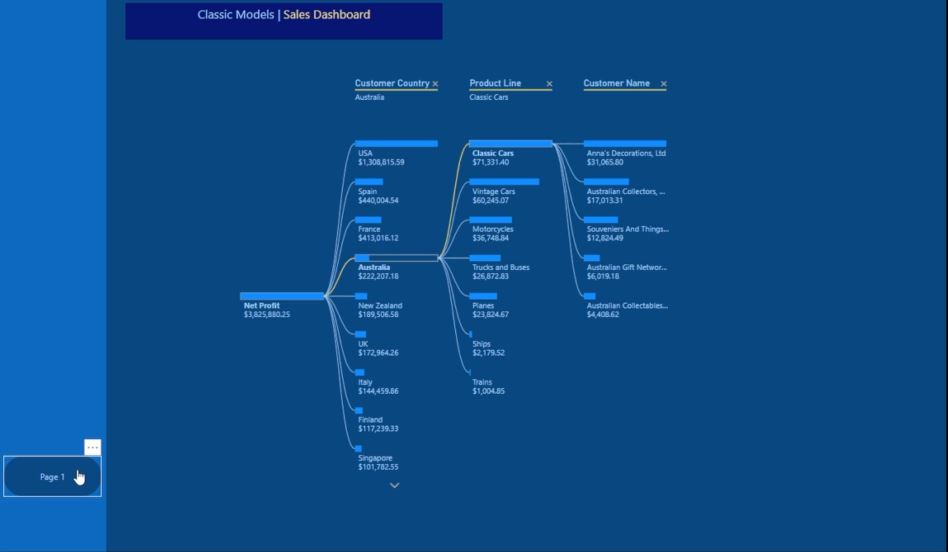 Classic Models | Sales Dashboard
Customer Country ×
Australia
Product Line ×
Classic Cars
Customer Name ×
Net Profit
$3,825,880.25
USA
$1,308,815.59
Spain
$440,004.54
France
$413,016.12
Australia
$222,207.18
New Zealand
$189,506.58
UK
$172,964.26
Italy
$144,459.86
Finland
$117,239.33
Singapore
$101,782.55
Classic Cars
$71,331.40
Vintage Cars
$60,245.07
Motorcycles
$36,748.84
Trucks and Buses
$26,872.83
Planes
$23,824.67
Ships
$2,179.52
Trains
$1,004.85
Anna's Decorations, Ltd
$31,065.80
Australian Collectors, ...
$17,013.31
Souveniers And Things...
$12,824.49
Australian Gift Networ...
$6,019.18
Australian Collectables...
$4,408.62
Page 1